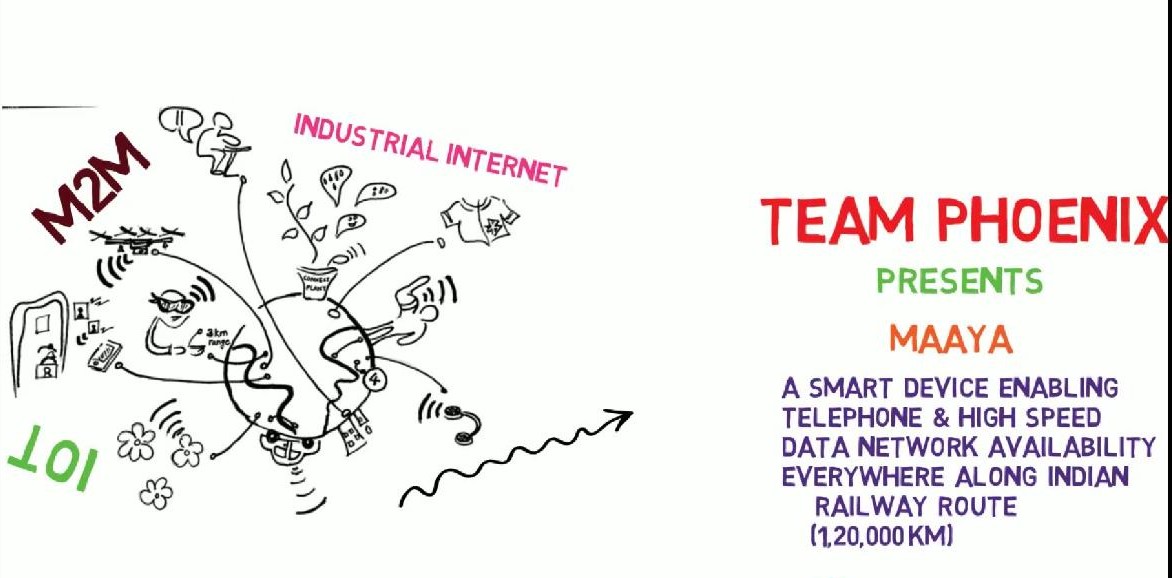 M2M
INDUSTRIAL INTERNET
CONNECT
PLANT
3km
range
4
R
IOT
TEAM PHOENIX
PRESENTS
MAAYA
A SMART DEVICE ENABLING
TELEPHONE & HIGH SPEED
DATA NETWORK AVAILABILITY
EVERYWHERE ALONG INDIAN
RAILWAY ROUTE
(1,20,000 KM)